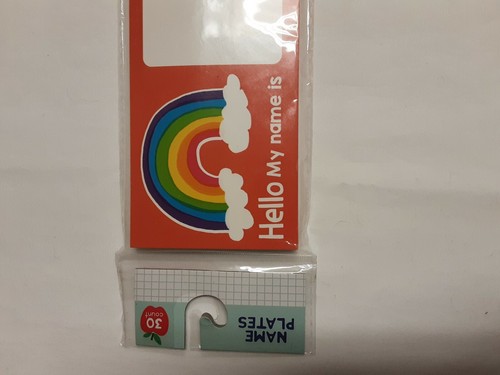 Hello My name is
NAME
PLATES
30
count